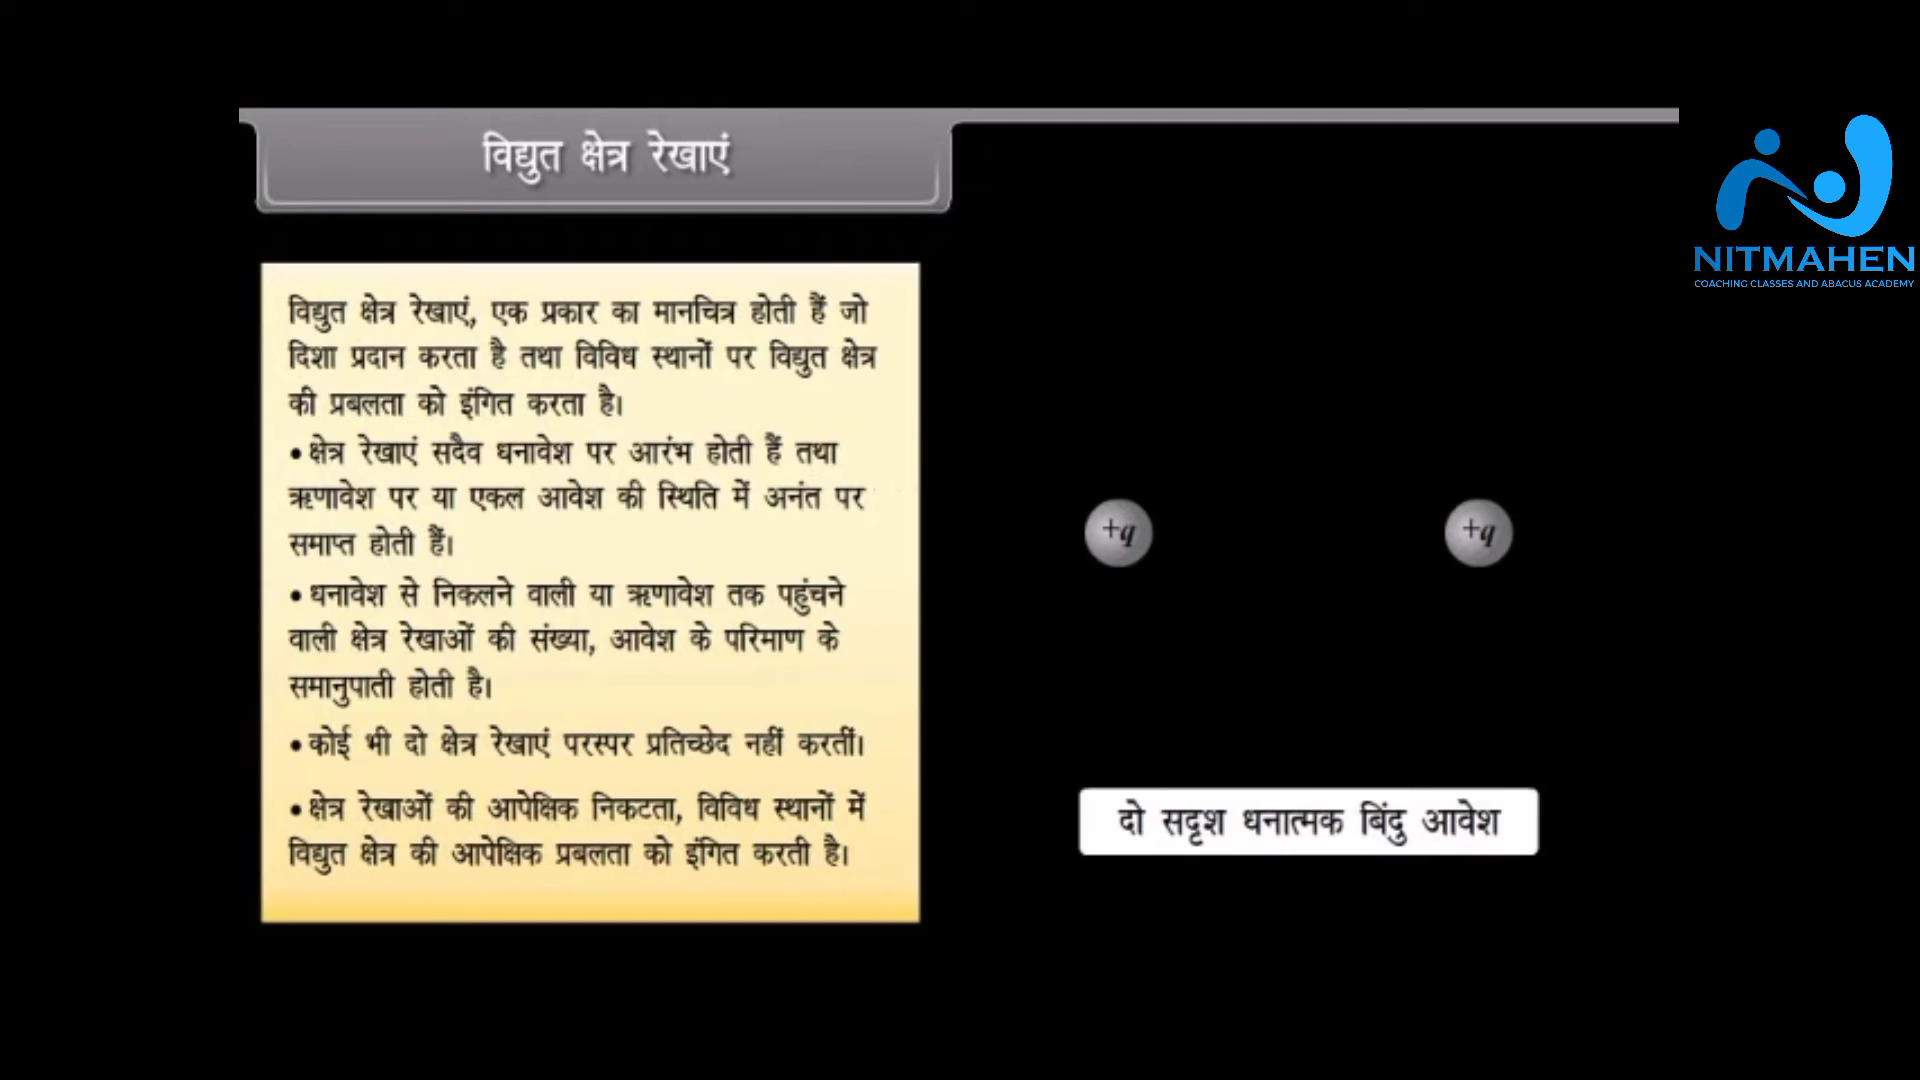 विद्युत क्षेत्र रेखाएं
विद्युत क्षेत्र रेखाएं, एक प्रकार का मानचित्र होती हैं जो
दिशा प्रदान करता है तथा विविध स्थानों पर विद्युत क्षेत्र
की प्रबलता को इंगित करता है।
•क्षेत्र रेखाएं सदैव धनावेश पर आरंभ होती हैं तथा
ऋणावेश पर या एकल आवेश की स्थिति में अनंत पर
समाप्त होती हैं।
•धनावेश से निकलने वाली या ऋणावेश तक पहुंचने
वाली क्षेत्र रेखाओं की संख्या, आवेश के परिमाण के
समानुपाती होती है।
•कोई भी दो क्षेत्र रेखाएं परस्पर प्रतिच्छेद नहीं करतीं।
•क्षेत्र रेखाओं की आपेक्षिक निकटता, विविध स्थानों में
विद्युत क्षेत्र की आपेक्षिक प्रबलता को इंगित करती है।
+q
+q
दो सदृश धनात्मक बिंदु आवेश
NITMAHEN
COACHING CLASSES AND ABACUS ACADEMY